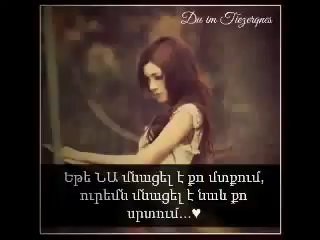 Du im Tiezerqnes
Եթե ՆԱ մնացել է քո մտքում,
ուրեմն մնացել է նաև քո
սրտում...♥